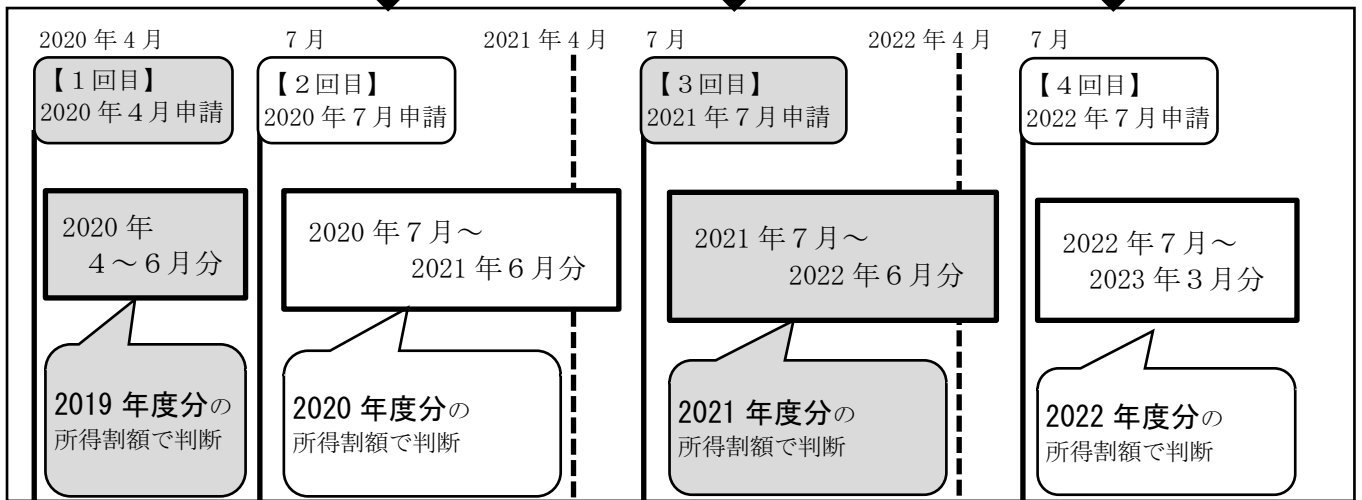 2020 年 4 月
7 月
2021 年 4 月
7 月
2022 年 4 月
7 月
【１回目】
2020 年 4 月申請
【２回目】
2020 年７月申請
【３回目】
2021 年７月申請
【４回目】
2022 年７月申請
2020 年
４～６月分
2020 年７月～
2021 年６月分
2021 年７月～
2022 年６月分
2022 年７月～
2023 年３月分
2019 年度分の
所得割額で判断
2020 年度分の
所得割額で判断
2021 年度分の
所得割額で判断
2022 年度分の
所得割額で判断